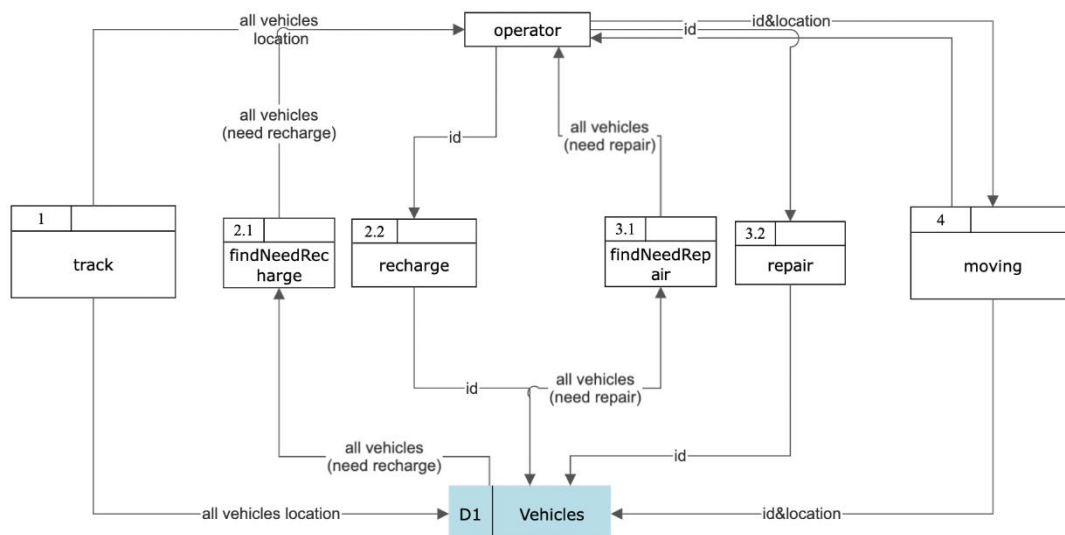 all vehicles
location
operator
id&location
id
all vehicles
(need recharge)
id
all vehicles
(need repair)
1
track
2.1
findNeedRec
harge
2.2
recharge
3.1
findNeedRep
air
3.2
repair
4
moving
id
all vehicles
(need repair)
all vehicles
(need recharge)
id
all vehicles location
D1
Vehicles
id&location